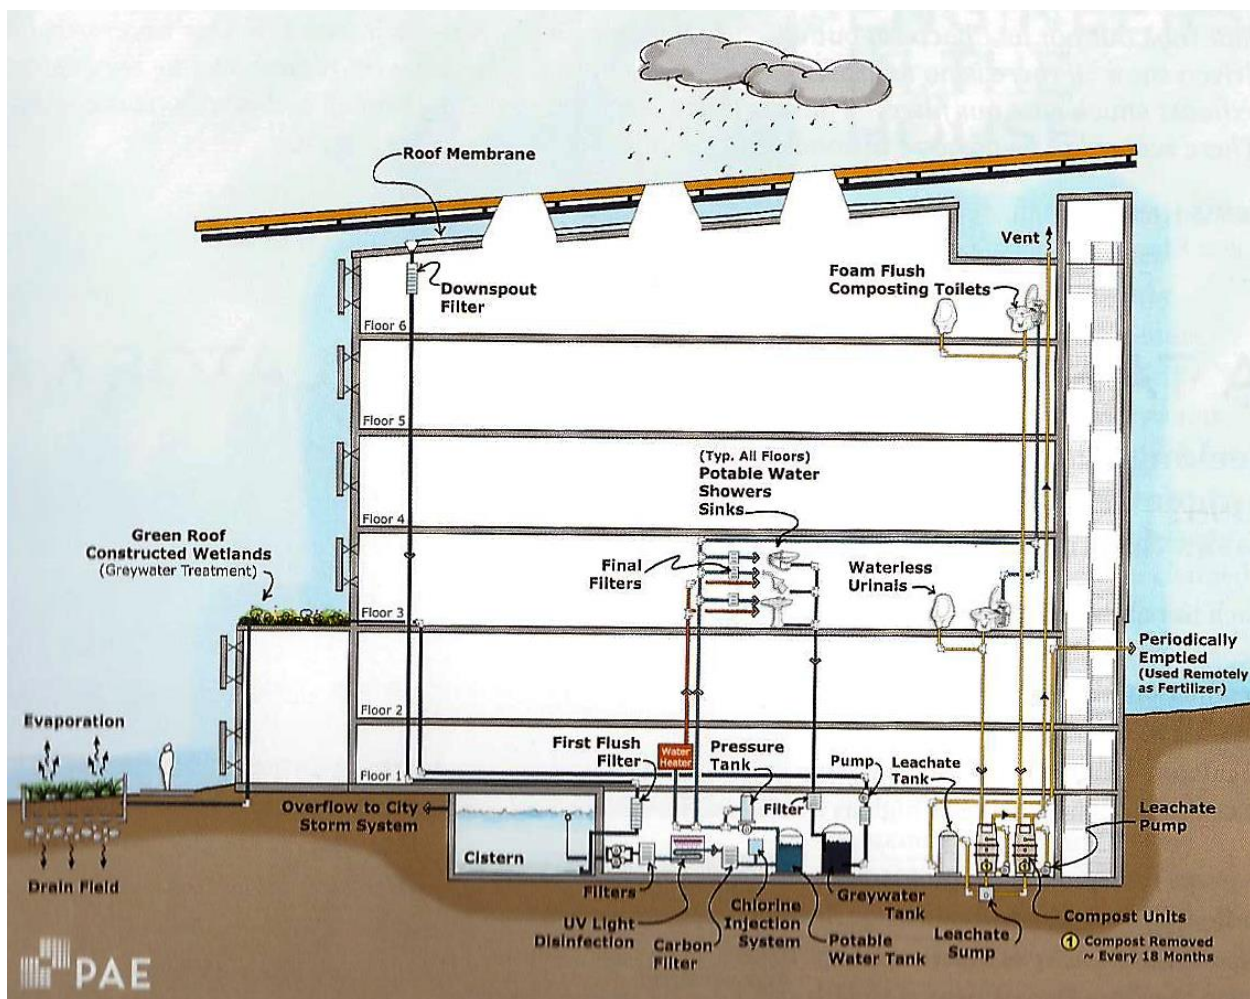 Roof Membrane
Vent
Foam Flush
Composting Toilets
Downspout
Filter
Floor 6
Floor 5
(Typ. All Floors)
Potable Water
Showers
Sinks
Floor 4
Green Roof
Constructed Wetlands
(Greywater Treatment)
Final
Filters
Waterless
Urinals
Floor 3
Periodically
Emptied
(Used Remotely
as Fertilizer)
Floor 2
Evaporation
First Flush
Filter
Water
Heater
Pressure
Tank
Pump
Leachate
Tank
Floor 1
Overflow to City
Storm System
Filter
Leachate
Pump
Cistern
Drain Field
Filters
UV Light
Disinfection
Carbon
Filter
Chlorine
Injection
System
Greywater
Tank
Potable
Water Tank
Leachate
Sump
Compost Units
1 Compost Removed
~ Every 18 Months
PAE